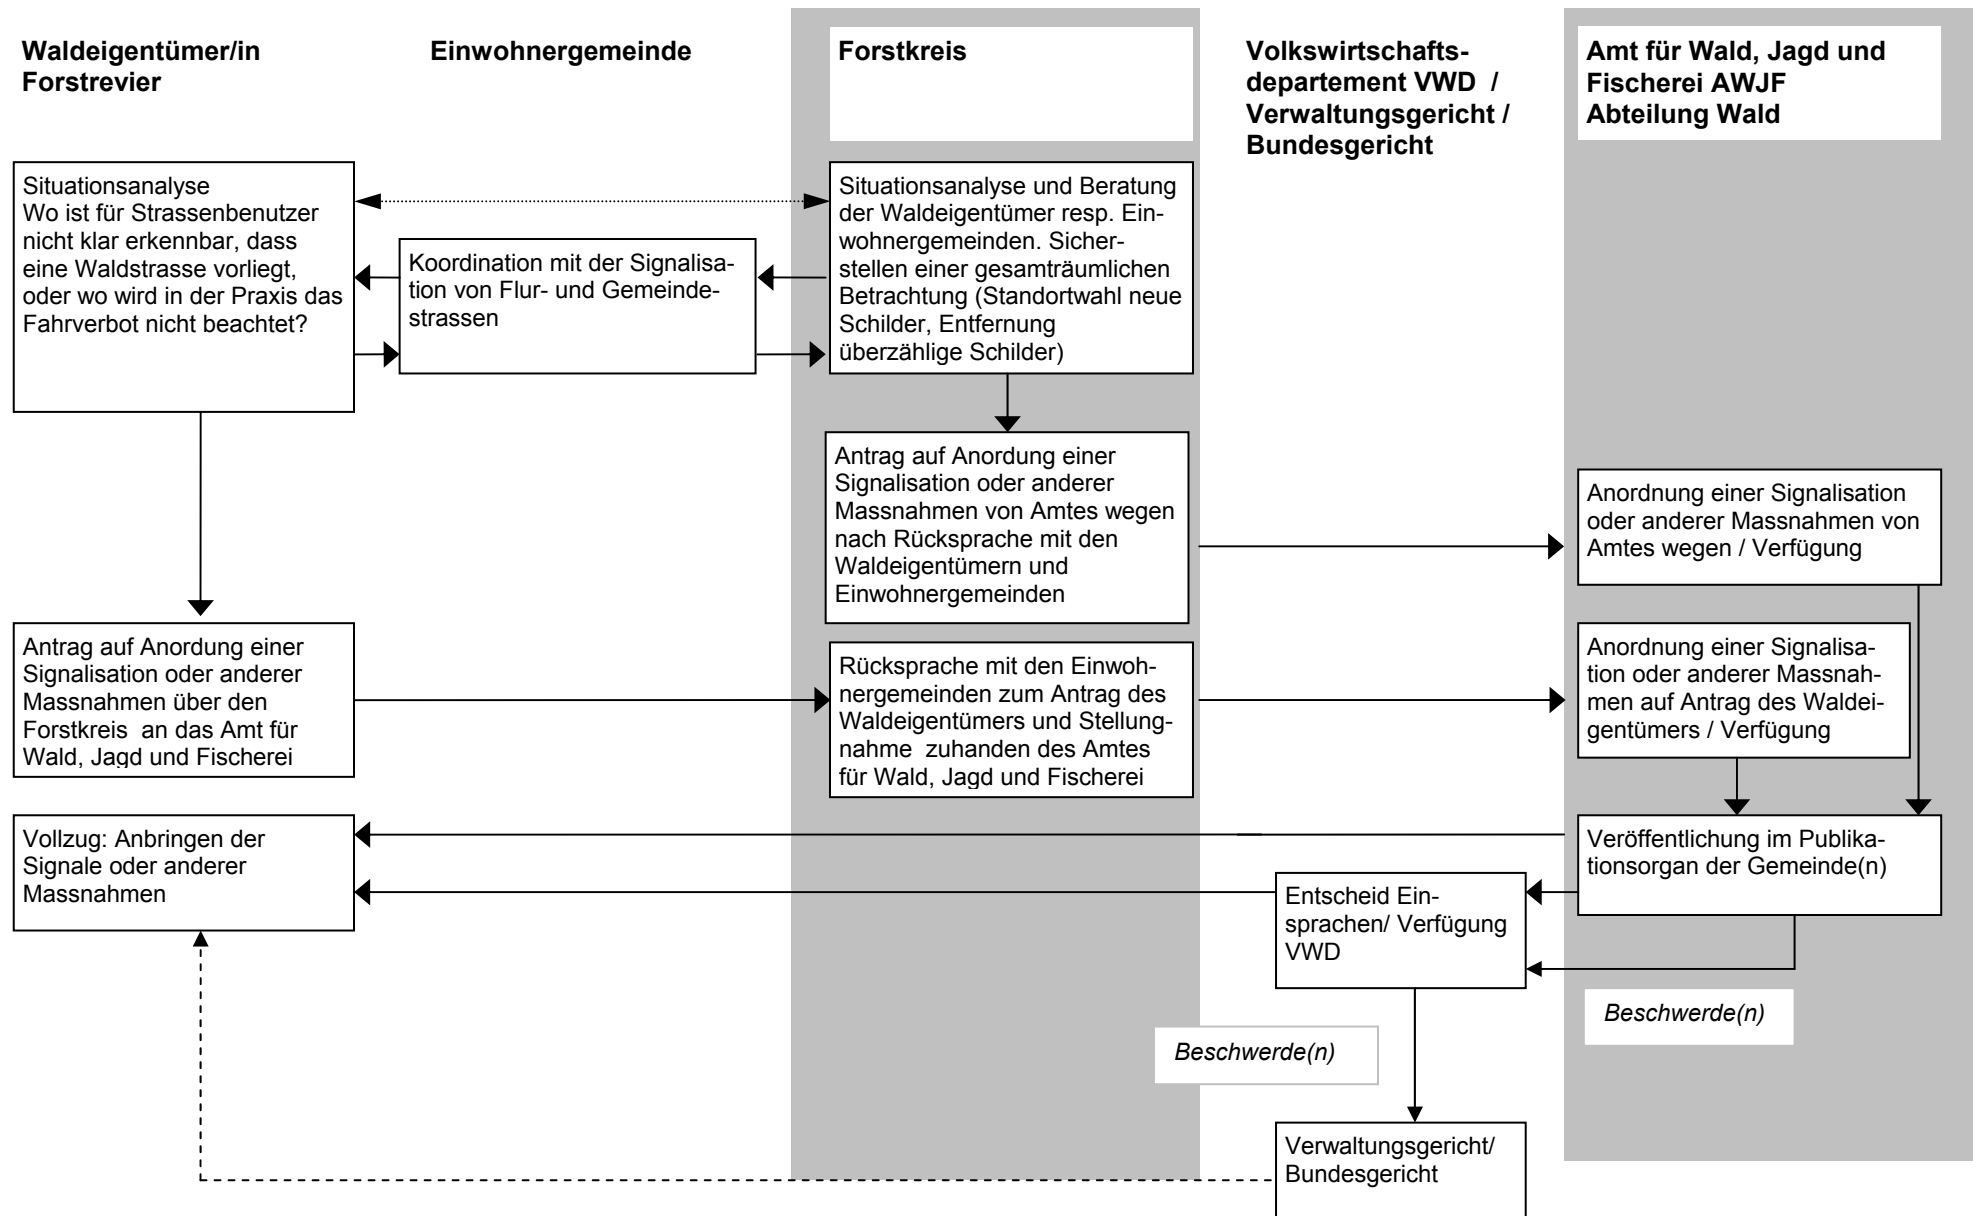 Waldeigentümer/in
Forstrevier
Einwohnergemeinde
Forstkreis
Volkswirtschafts-
departement VWD /
Verwaltungsgericht /
Bundesgericht
Amt für Wald, Jagd und
Fischerei AWJF
Abteilung Wald
Situationsanalyse
Wo ist für Strassenbenutzer
nicht klar erkennbar, dass
eine Waldstrasse vorliegt,
oder wo wird in der Praxis das
Fahrverbot nicht beachtet?
Koordination mit der Signalisa-
tion von Flur- und Gemeinde-
strassen
Situationsanalyse und Beratung
der Waldeigentümer resp. Ein-
wohnergemeinden. Sicher-
stellen einer gesamträumlichen
Betrachtung (Standortwahl neue
Schilder, Entfernung
überzählige Schilder)
Antrag auf Anordung einer
Signalisation oder anderer
Massnahmen von Amtes wegen
nach Rücksprache mit den
Waldeigentümern und
Einwohnergemeinden
Anordnung einer Signalisation
oder anderer Massnahmen von
Amtes wegen / Verfügung
Antrag auf Anordung einer
Signalisation oder anderer
Massnahmen über den
Forstkreis an das Amt für
Wald, Jagd und Fischerei
Rücksprache mit den Einwoh-
nergemeinden zum Antrag des
Waldeigentümers und Stellung-
nahme zuhanden des Amtes
für Wald, Jagd und Fischerei
Anordnung einer Signalisa-
tion oder anderer Massnah-
men auf Antrag des Waldei-
gentümers / Verfügung
Vollzug: Anbringen der
Signale oder anderer
Massnahmen
Veröffentlichung im Publika-
tionsorgan der Gemeinde(n)
Entscheid Ein-
sprachen/ Verfügung
VWD
Beschwerde(n)
Beschwerde(n)
Verwaltungsgericht/
Bundesgericht